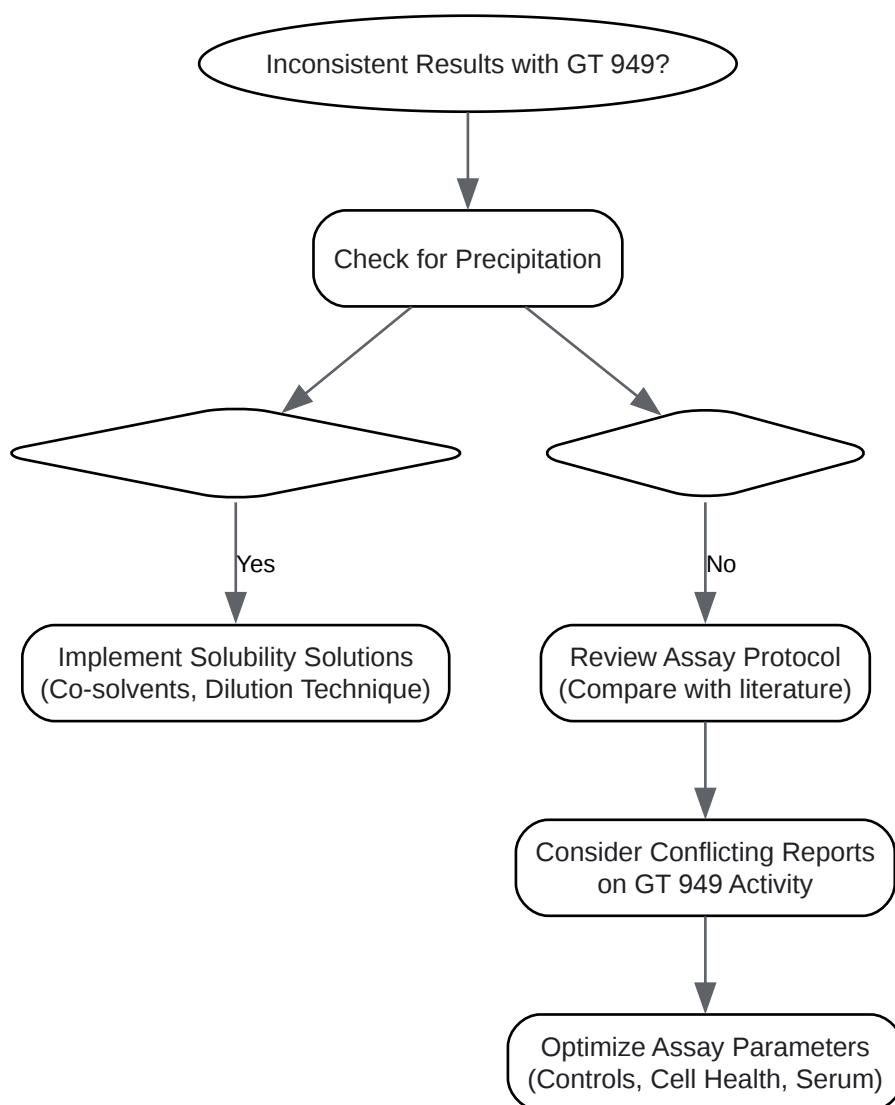 Inconsistent Results with GT 949?
Check for Precipitation
Yes
No
Implement Solubility Solutions
(Co-solvents, Dilution Technique)
Review Assay Protocol
(Compare with literature)
Consider Conflicting Reports
on GT 949 Activity
Optimize Assay Parameters
(Controls, Cell Health, Serum)